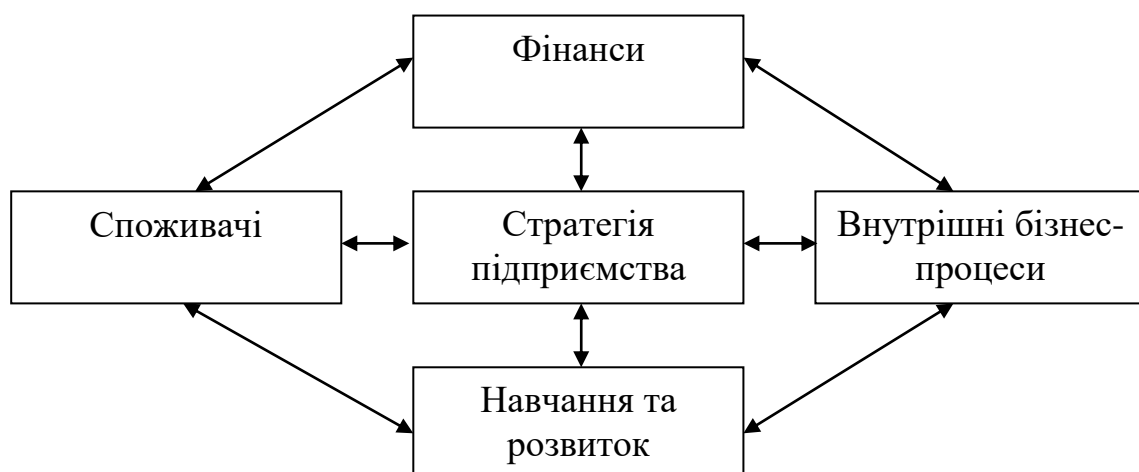 Фінанси
Споживачі
Стратегія
підприємства
Внутрішні бізнес-
процеси
Навчання та
розвиток